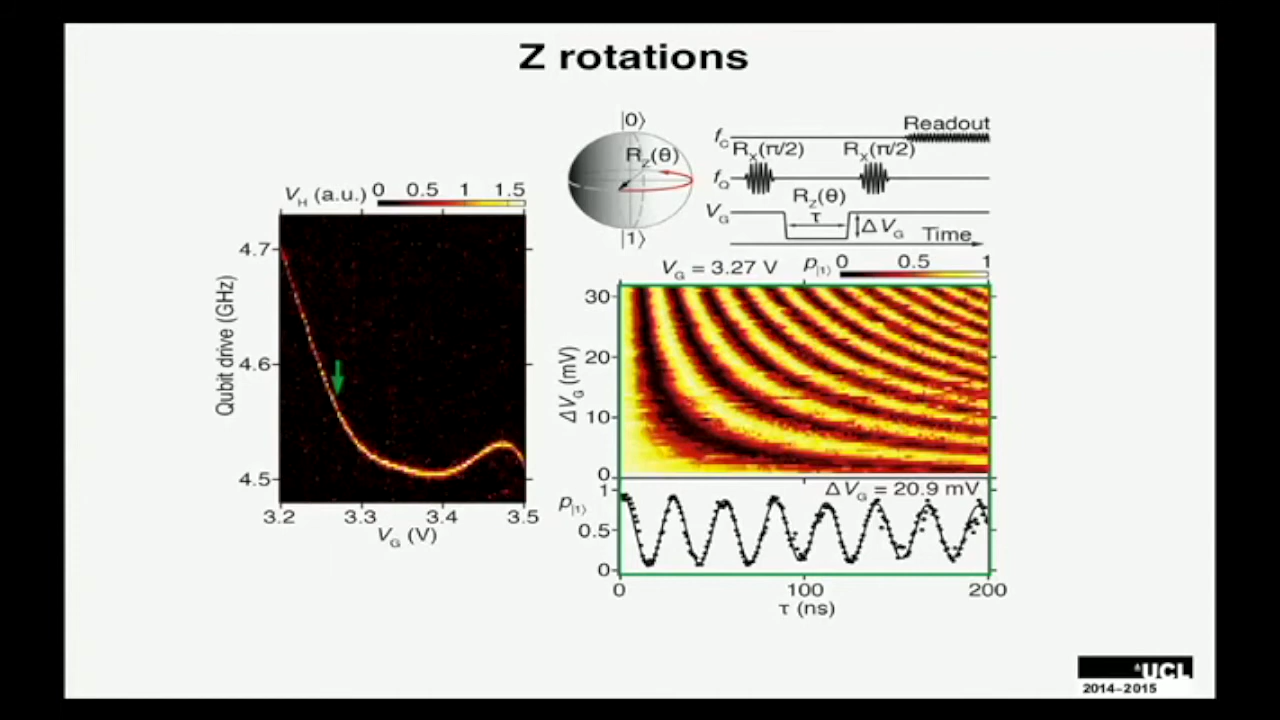 Z rotations
V_H (a.u.) 0 0.5 1 1.5
Qubit drive (GHz)
4.7
4.6
4.5
3.2 3.3 3.4 3.5
V_G (V)
|0⟩
R_Z(θ)
|1⟩
Readout
f_C
R_X(π/2) R_X(π/2)
f_Q
R_Z(θ)
V_G τ ΔV_G
Time
V_G = 3.27 V p_|1⟩ 0 0.5 1
ΔV_G (mV)
30
20
10
0
ΔV_G = 20.9 mV
p_|1⟩
1
0.5
0
0 100 200
τ (ns)
UCL
2014–2015